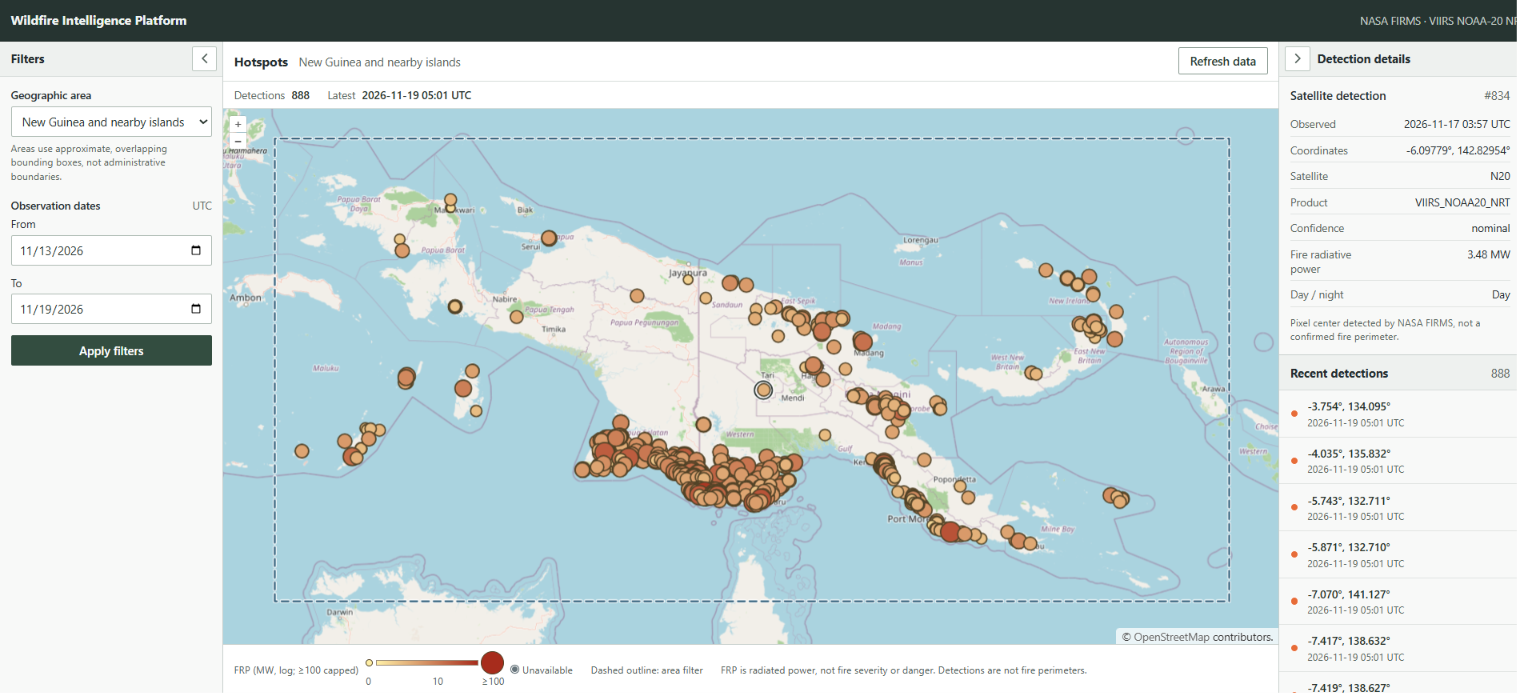 Wildfire Intelligence Platform
NASA FIRMS · VIIRS NOAA-20
Filters
Geographic area
New Guinea and nearby islands
Areas use approximate, overlapping
bounding boxes, not administrative
boundaries.
Observation dates UTC
From
11/13/2026
To
11/19/2026
Apply filters
Hotspots New Guinea and nearby islands
Refresh data
Detections 888 Latest 2026-11-19 05:01 UTC
+
−
Papua Barat
Daya
Biak
Serui
Papua Barat
Ambon
Nabire
Papua Tengah
Timika
Jayapura
Papua Pegunungan
Sandaun
East Sepik
Lorengau
Manus
Madang
Madang
New Ireland
West New
Britain
East New
Britain
Autonomous
Region of
Bougainville
Arawa
Maluku
Tari
Mendi
Western
Gulf
Popondetta
Milne Bay
Western
Darwin
© OpenStreetMap contributors.
FRP (MW, log; ≥100 capped)
0 10 ≥100
Unavailable
Dashed outline: area filter
FRP is radiated power, not fire severity or danger. Detections are not fire perimeters.
Detection details
Satellite detection #834
Observed 2026-11-17 03:57 UTC
Coordinates -6.09779°, 142.82954°
Satellite N20
Product VIIRS_NOAA20_NRT
Confidence nominal
Fire radiative
power 3.48 MW
Day / night Day
Pixel center detected by NASA FIRMS, not a
confirmed fire perimeter.
Recent detections 888
-3.754°, 134.095°
2026-11-19 05:01 UTC
-4.035°, 135.832°
2026-11-19 05:01 UTC
-5.743°, 132.711°
2026-11-19 05:01 UTC
-5.871°, 132.710°
2026-11-19 05:01 UTC
-7.070°, 141.127°
2026-11-19 05:01 UTC
-7.417°, 138.632°
2026-11-19 05:01 UTC
-7.419°, 138.627°